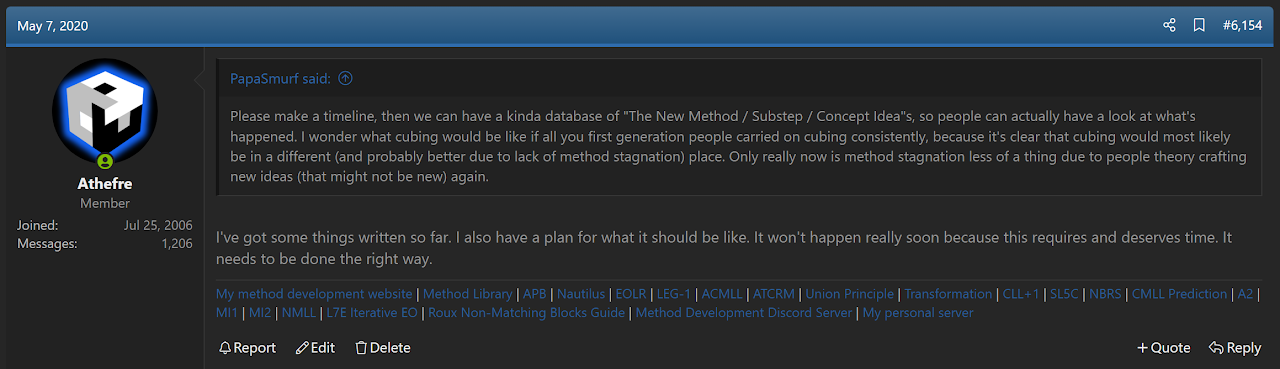 May 7, 2020
#6,154
PapaSmurf said:
Please make a timeline, then we can have a kinda database of "The New Method / Substep / Concept Idea"s, so people can actually have a look at what's
happened. I wonder what cubing would be like if all you first generation people carried on cubing consistently, because it's clear that cubing would most likely
be in a different (and probably better due to lack of method stagnation) place. Only really now is method stagnation less of a thing due to people theory crafting
new ideas (that might not be new) again.
Athefre
Member
Joined: Jul 25, 2006
Messages: 1,206
I've got some things written so far. I also have a plan for what it should be like. It won't happen really soon because this requires and deserves time. It
needs to be done the right way.
My method development website | Method Library | APB | Nautilus | EOLR | LEG-1 | ACMLL | ATCRM | Union Principle | Transformation | CLL+1 | SL5C | NBRS | CMLL Prediction | A2 |
MI1 | MI2 | NMLL | L7E Iterative EO | Roux Non-Matching Blocks Guide | Method Development Discord Server | My personal server
Report Edit Delete
+ Quote Reply